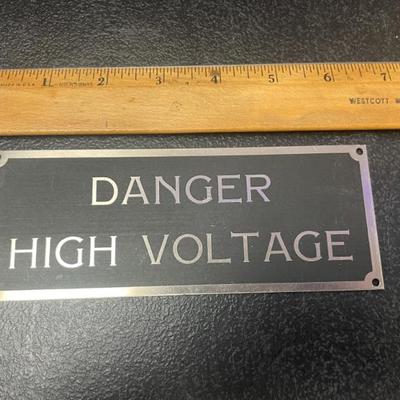 1 2 3 4 5 6 7
WESTCOTT
DANGER
HIGH VOLTAGE